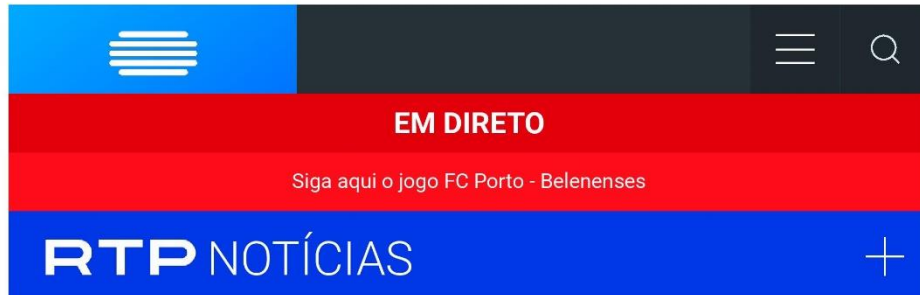 EM DIRETO
Siga aqui o jogo FC Porto - Belenenses
RTP NOTÍCIAS